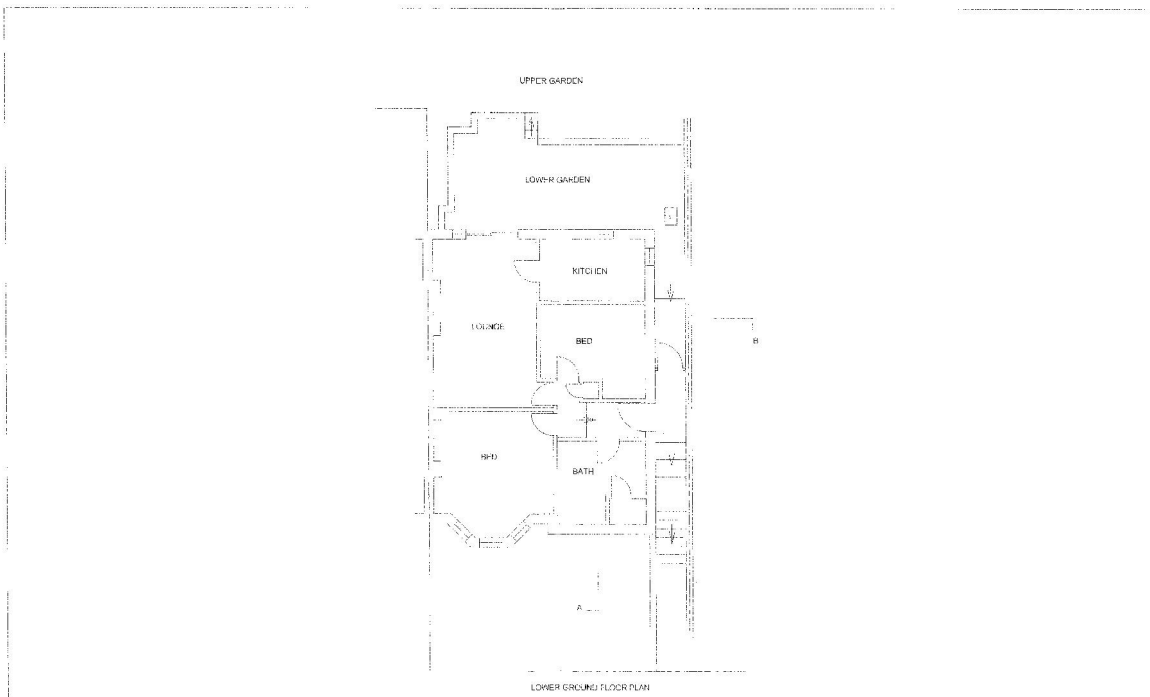 UPPER GARDEN
LOWER GARDEN
KITCHEN
LOUNGE
BED
B
BED
BATH
A
LOWER GROUND FLOOR PLAN